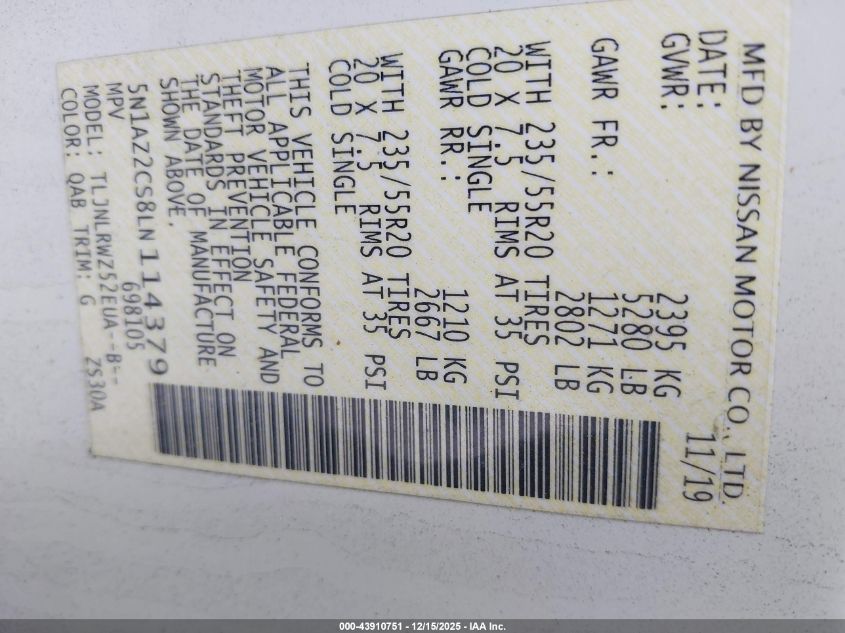 MFD BY NISSAN MOTOR CO., LTD.
DATE: 11/19
GVWR: 2395 KG
5280 LB
GAWR FR.: 1271 KG
2802 LB
WITH 235/55R20 TIRES
20 X 7.5 RIMS AT 35 PSI
COLD SINGLE
GAWR RR.: 1210 KG
2667 LB
WITH 235/55R20 TIRES
20 X 7.5 RIMS AT 35 PSI
COLD SINGLE
THIS VEHICLE CONFORMS TO
ALL APPLICABLE FEDERAL
MOTOR VEHICLE SAFETY AND
THEFT PREVENTION
STANDARDS IN EFFECT ON
THE DATE OF MANUFACTURE
SHOWN ABOVE.
5N1AZ2CS8LN114379
MPV 698105
MODEL: TLJNLRWZ52EUA--B--
COLOR: QAB TRIM: G ZS30A
000-43910751 - 12/15/2025 - IAA Inc.